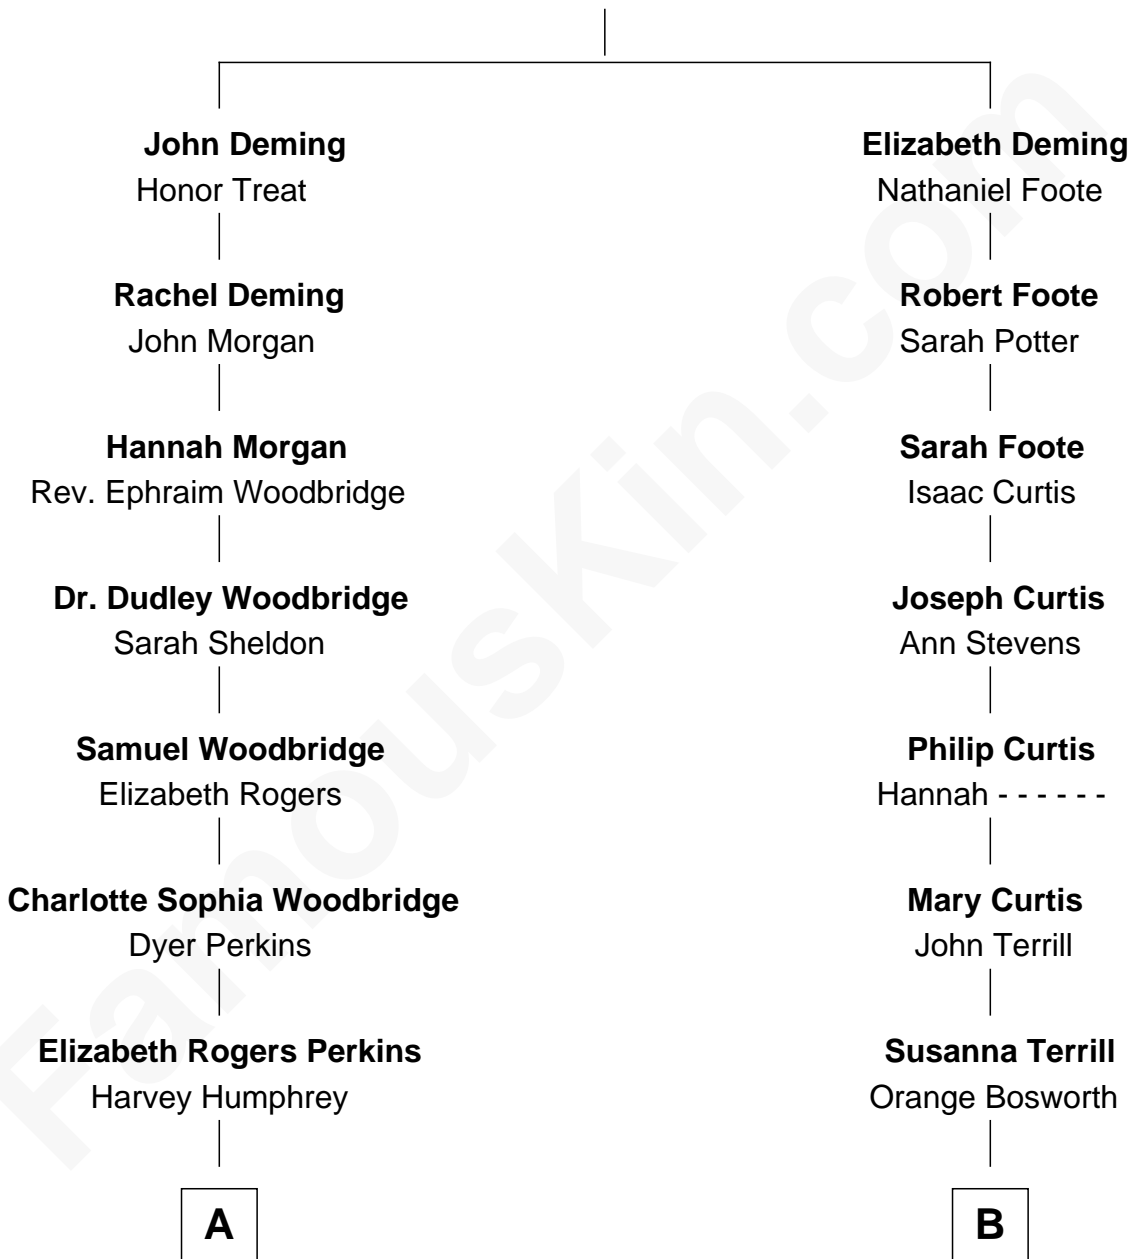 John Deming
Honor Treat
Rachel Deming
John Morgan
Hannah Morgan
Rev. Ephraim Woodbridge
Dr. Dudley Woodbridge
Sarah Sheldon
Samuel Woodbridge
Elizabeth Rogers
Charlotte Sophia Woodbridge
Dyer Perkins
Elizabeth Rogers Perkins
Harvey Humphrey
A
Elizabeth Deming
Nathaniel Foote
Robert Foote
Sarah Potter
Sarah Foote
Isaac Curtis
Joseph Curtis
Ann Stevens
Philip Curtis
Hannah - - - - - -
Mary Curtis
John Terrill
Susanna Terrill
Orange Bosworth
B
FamousKin.com